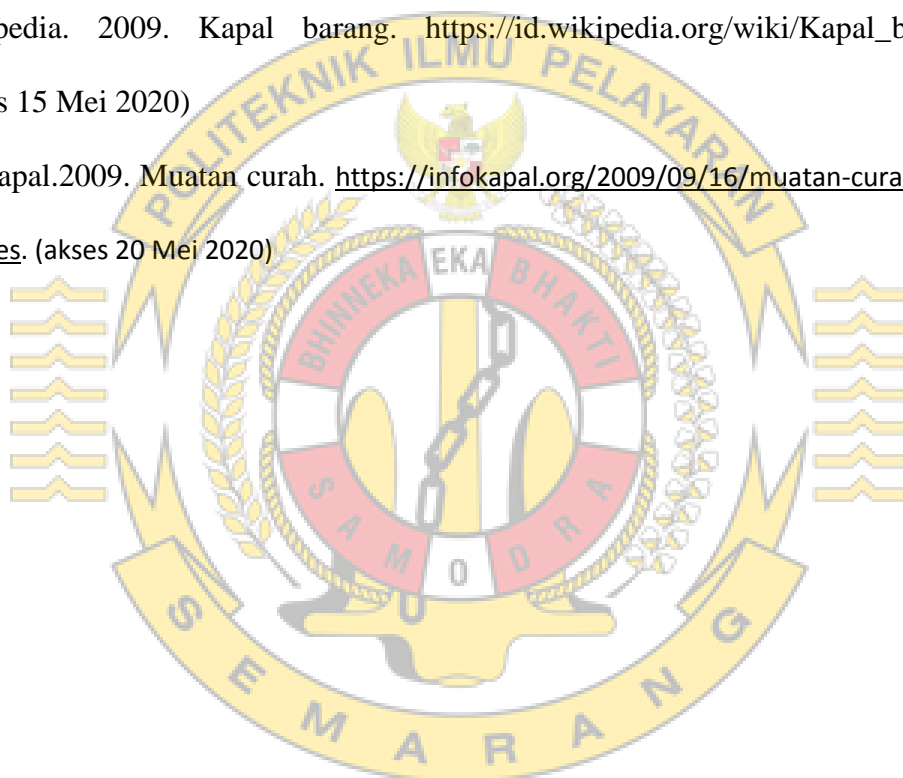 pedia. 2009. Kapal barang. https://id.wikipedia.org/wiki/Kapal_b
s 15 Mei 2020)
apal.2009. Muatan curah. https://infokapal.org/2009/09/16/muatan-cura
es. (akses 20 Mei 2020)
POLITEKNIK ILMU PELAYARAN
BHINNEKA EKA BHAKTI
SAMODRA
SEMARANG